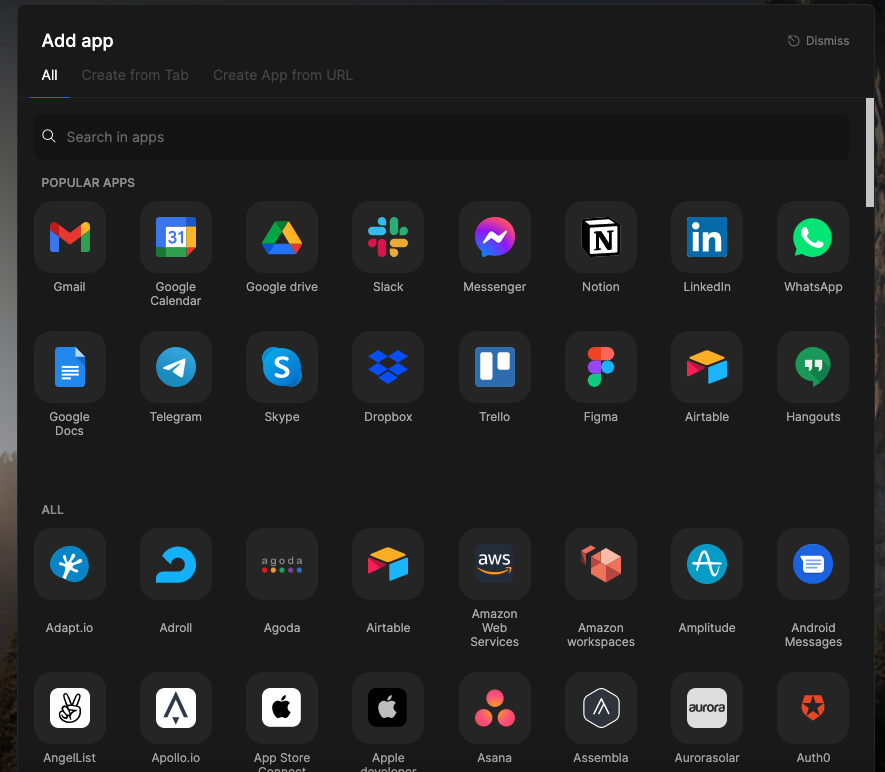 Add app
Dismiss
All
Create from Tab
Create App from URL
Search in apps
POPULAR APPS
31
Gmail
Google Calendar
Google drive
Slack
Messenger
Notion
LinkedIn
WhatsApp
Google Docs
Telegram
Skype
Dropbox
Trello
Figma
Airtable
Hangouts
ALL
agoda
aws
Adapt.io
Adroll
Agoda
Airtable
Amazon Web Services
Amazon workspaces
Amplitude
Android Messages
aurora
AngelList
Apollo.io
App Store Connect
Apple developer
Asana
Assembla
Aurorasolar
Auth0